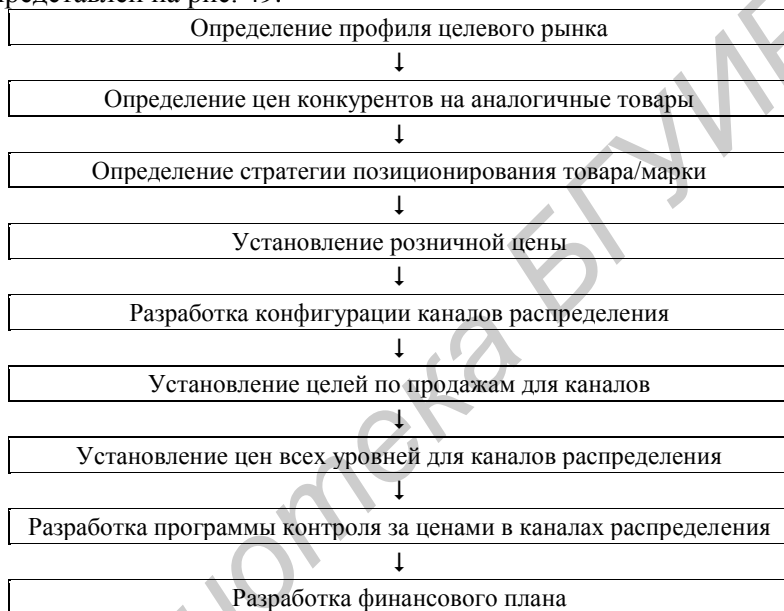 представлен на рис. 49.
Определение профиля целевого рынка
↓
Определение цен конкурентов на аналогичные товары
↓
Определение стратегии позиционирования товара/марки
↓
Установление розничной цены
↓
Разработка конфигурации каналов распределения
↓
Установление целей по продажам для каналов
↓
Установление цен всех уровней для каналов распределения
↓
Разработка программы контроля за ценами в каналах распределения
↓
Разработка финансового плана